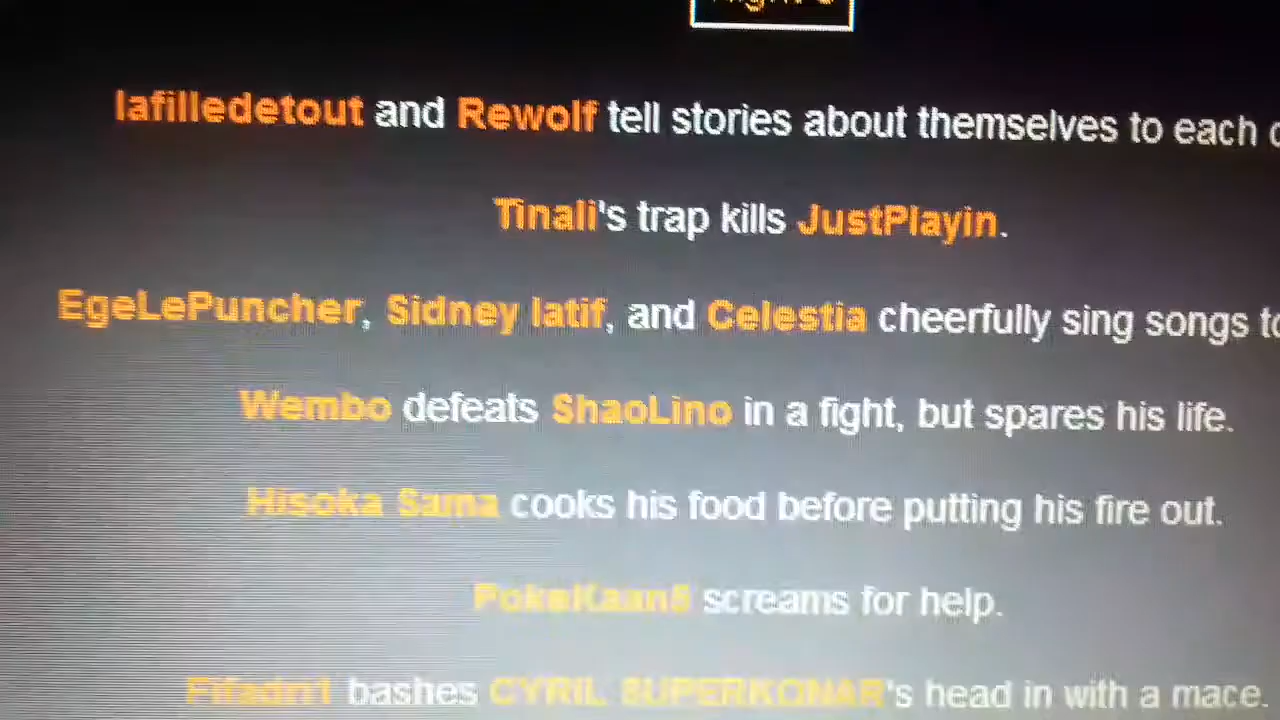 lafilledetout and Rewolf tell stories about themselves to each
Tinali's trap kills JustPlayin.
EgeLePuncher, Sidney latif, and Celestia cheerfully sing songs
Wembo defeats ShaoLino in a fight, but spares his life.
Hisoka Sama cooks his food before putting his fire out.
screams for help.
bashes CYRIL 's head in with a mace.